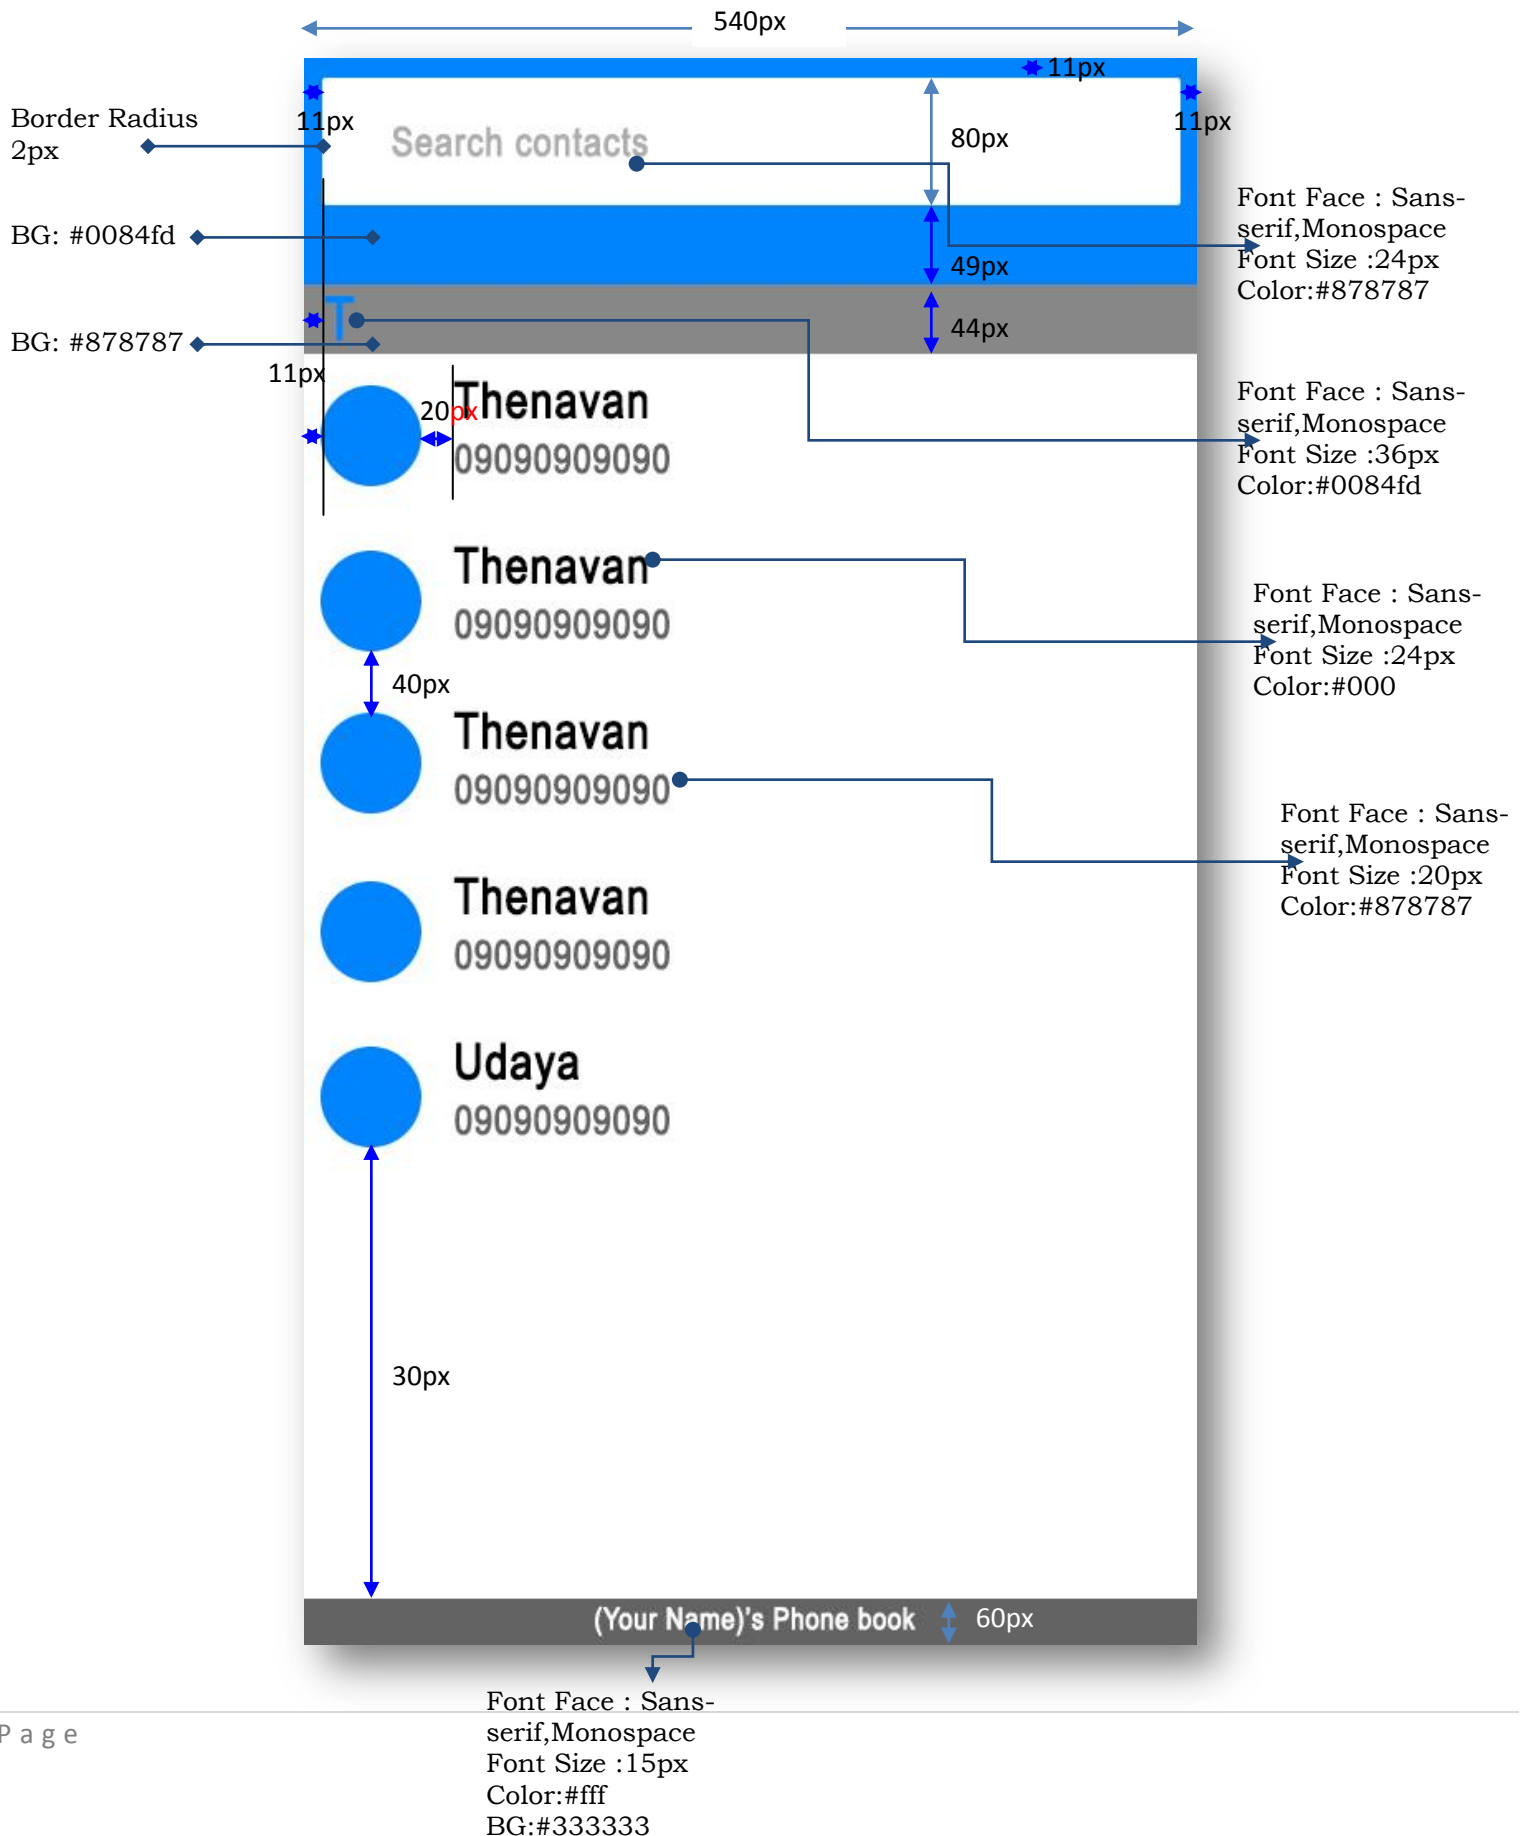 540px
11px
Border Radius
2px
11px
Search contacts
80px
11px
BG: #0084fd
49px
Font Face : Sans-
serif,Monospace
Font Size :24px
Color:#878787
T
44px
BG: #878787
11px
Thenavan
20px
09090909090
Font Face : Sans-
serif,Monospace
Font Size :36px
Color:#0084fd
Thenavan
09090909090
Font Face : Sans-
serif,Monospace
Font Size :24px
Color:#000
40px
Thenavan
09090909090
Font Face : Sans-
serif,Monospace
Font Size :20px
Color:#878787
Thenavan
09090909090
Udaya
09090909090
30px
(Your Name)'s Phone book
60px
Font Face : Sans-
serif,Monospace
Font Size :15px
Color:#fff
BG:#333333
Page